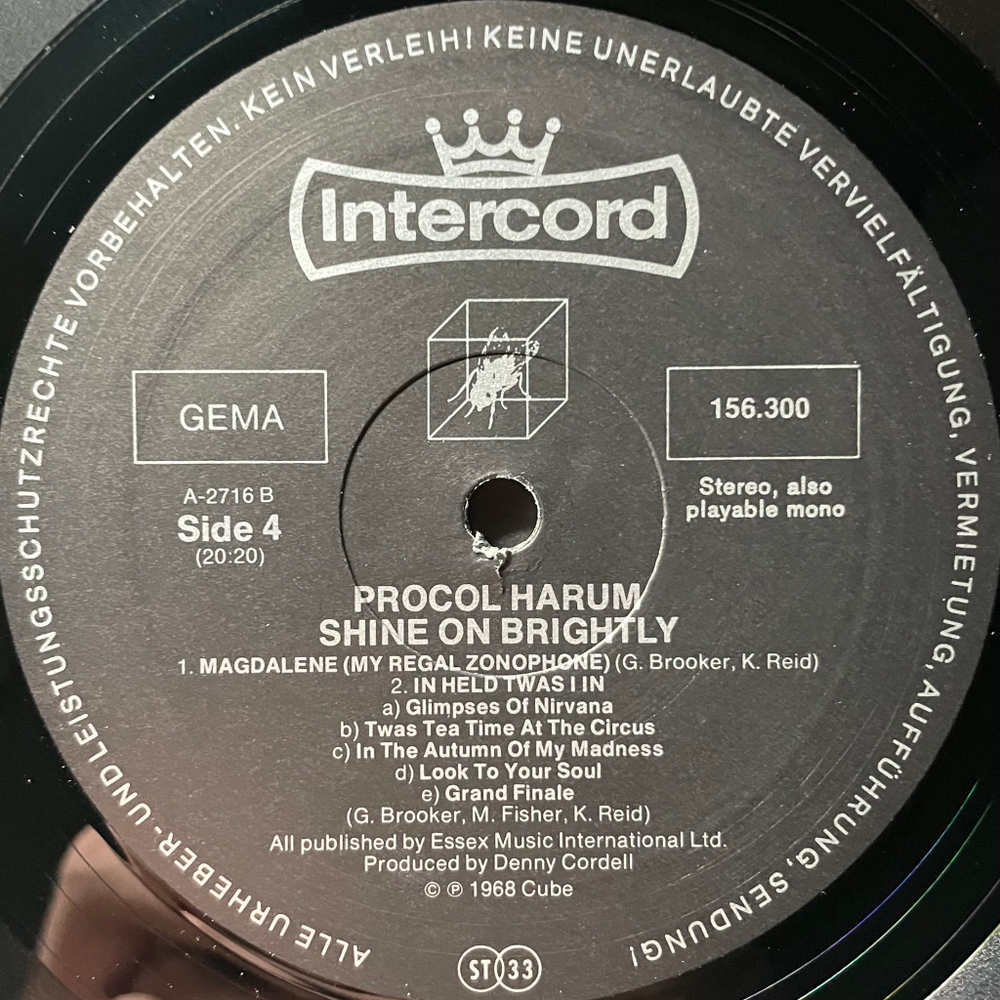 ALLE URHEBER- UND LEISTUNGSSCHUTZRECHTE VORBEHALTEN. KEIN VERLEIH! KEINE UNERLAUBTE VERVIELFÄLTIGUNG, VERMIETUNG, AUFFÜHRUNG, SENDUNG!
Intercord
GEMA
156.300
A-2716 B
Side 4
(20:20)
Stereo, also
playable mono
PROCOL HARUM
SHINE ON BRIGHTLY
1. MAGDALENE (MY REGAL ZONOPHONE) (G. Brooker, K. Reid)
2. IN HELD TWAS I IN
a) Glimpses Of Nirvana
b) Twas Tea Time At The Circus
c) In The Autumn Of My Madness
d) Look To Your Soul
e) Grand Finale
(G. Brooker, M. Fisher, K. Reid)
All published by Essex Music International Ltd.
Produced by Denny Cordell
© ℗ 1968 Cube
ST 33